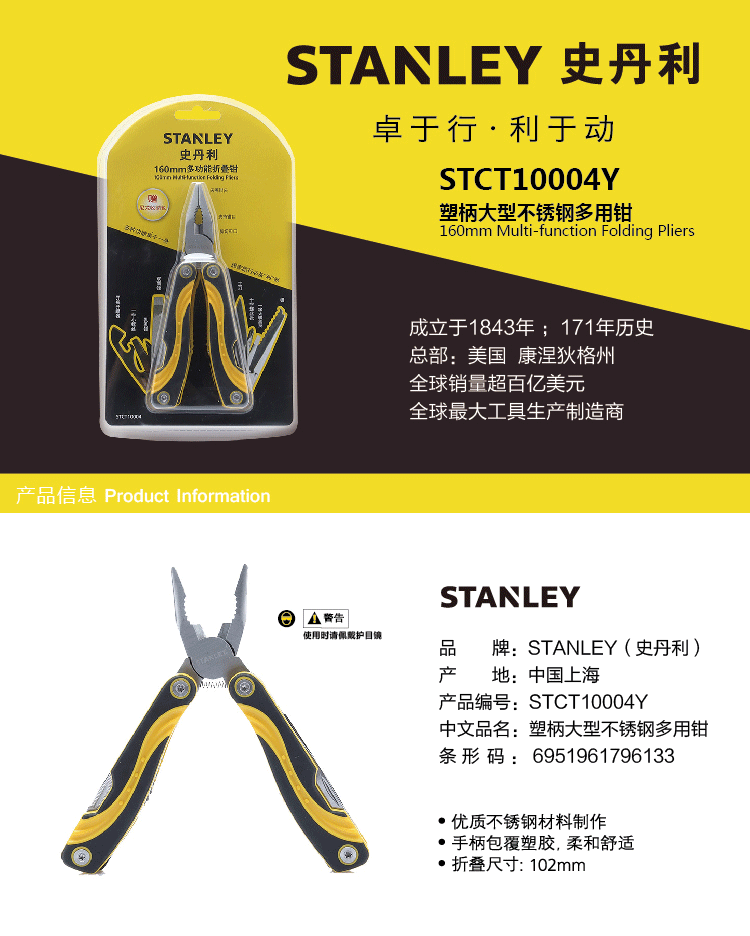 STANLEY 史丹利
卓于行·利于动
STCT10004Y
塑柄大型不锈钢多用钳
160mm Multi-function Folding Pliers
STANLEY
史丹利
160mm多功能折叠钳
160mm Multi-function Folding Pliers
STCT10004
成立于1843年 ；171年历史
总部：美国 康涅狄格州
全球销量超百亿美元
全球最大工具生产制造商
产品信息 Product Information
STANLEY
警告
使用时请佩戴护目镜
STANLEY
品 牌：STANLEY（史丹利）
产 地：中国上海
产品编号：STCT10004Y
中文品名：塑柄大型不锈钢多用钳
条 形 码 ： 6951961796133
• 优质不锈钢材料制作
• 手柄包覆塑胶, 柔和舒适
• 折叠尺寸: 102mm